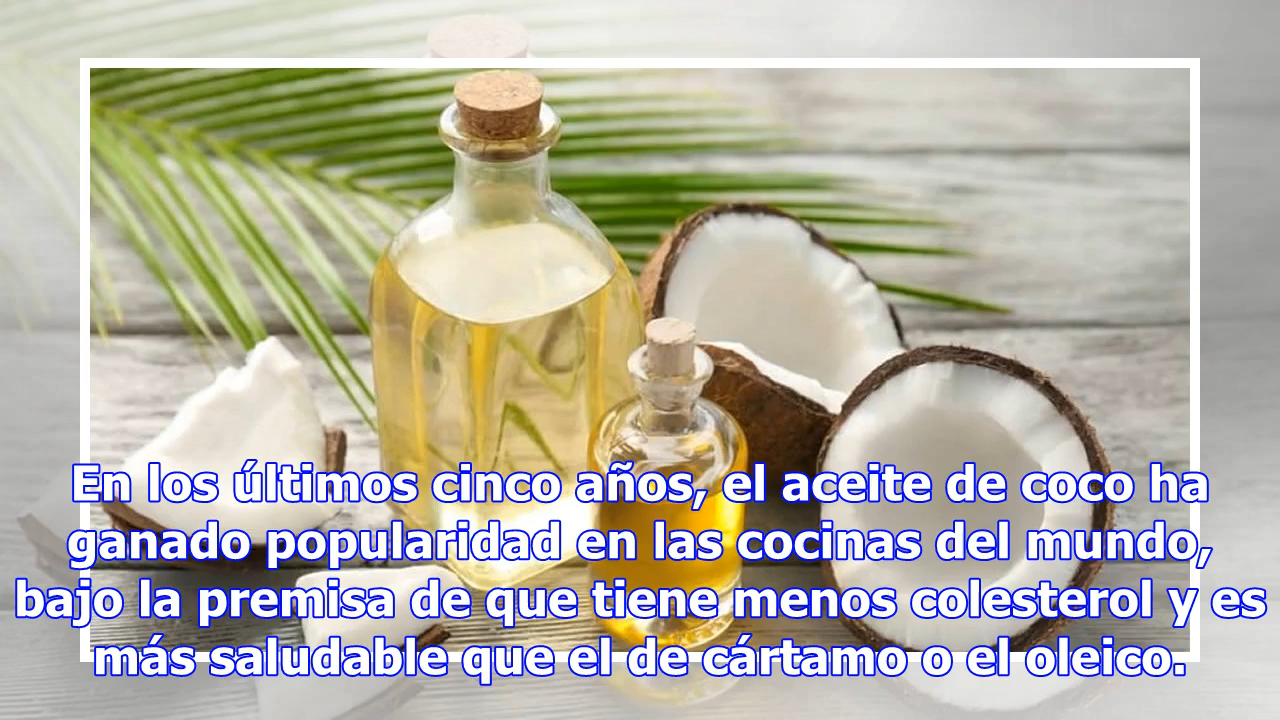 En los últimos cinco años, el aceite de coco ha
ganado popularidad en las cocinas del mundo,
bajo la premisa de que tiene menos colesterol y es
más saludable que el de cártamo o el oleico.